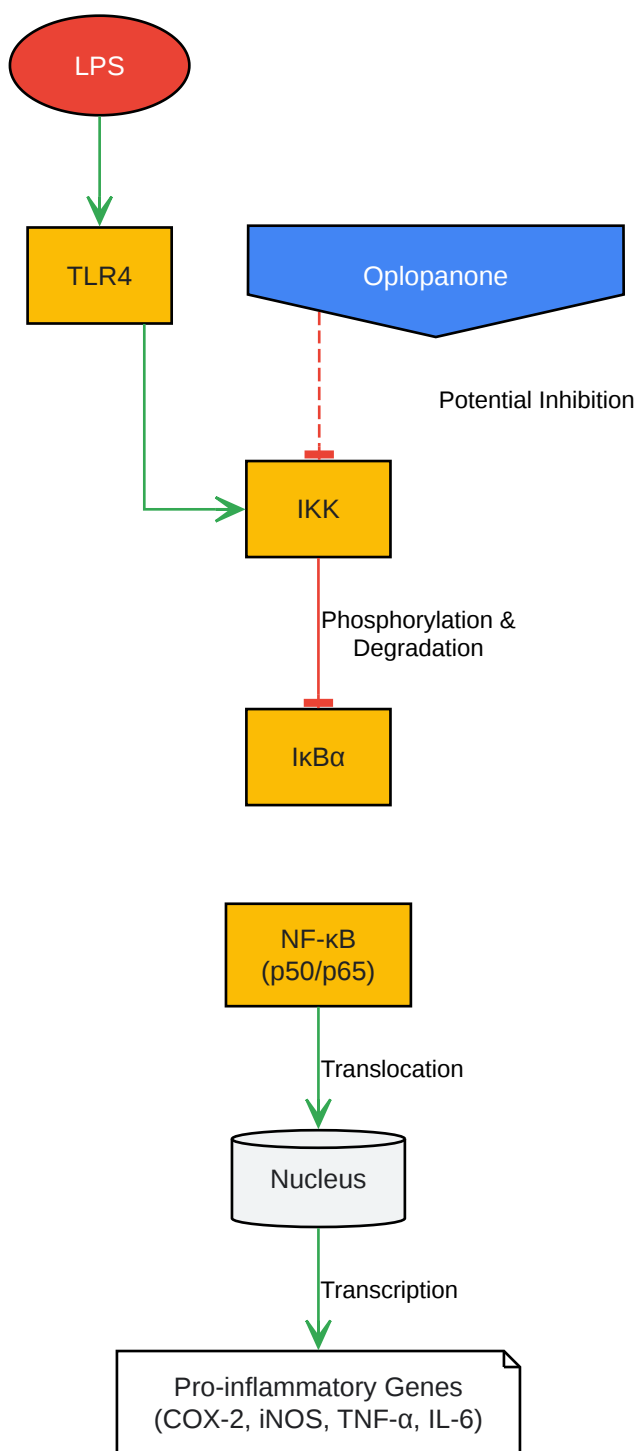 LPS
TLR4
Oplopanone
Potential Inhibition
IKK
Phosphorylation &
Degradation
IκBα
NF-κB
(p50/p65)
Translocation
Nucleus
Transcription
Pro-inflammatory Genes
(COX-2, iNOS, TNF-α, IL-6)